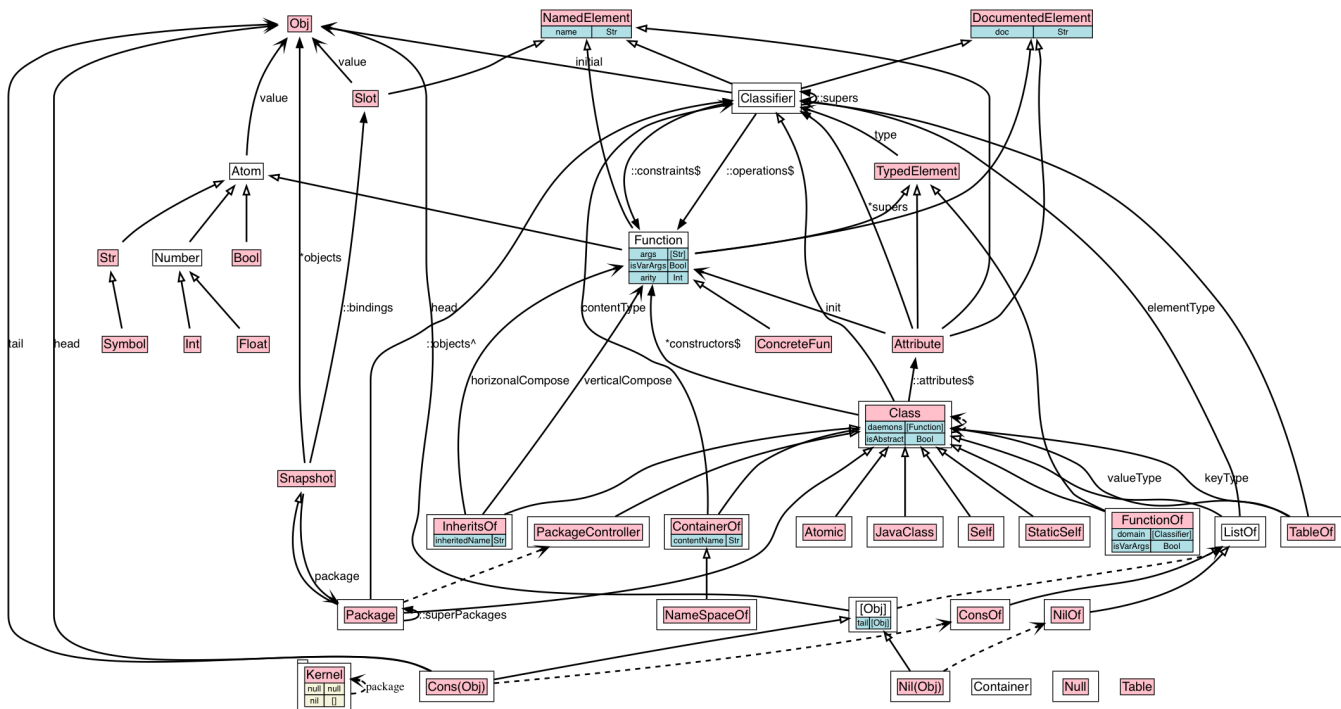 Obj
NamedElement
name Str
DocumentedElement
doc Str
value
initial
Slot
Classifier
::supers
value
type
Atom
::constraints$
::operations$
TypedElement
*supers
Str
Number
Bool
*objects
Function
args [Str]
isVarArgs Bool
arity Int
::bindings
head
contentType
init
elementType
Symbol
Int
Float
tail
head
::objects^
*constructors$
ConcreteFun
Attribute
horizonalCompose
verticalCompose
::attributes$
Class
daemons [Function]
isAbstract Bool
Snapshot
valueType
keyType
InheritsOf
inheritedName Str
PackageController
ContainerOf
contentName Str
Atomic
JavaClass
Self
StaticSelf
FunctionOf
domain [Classifier]
isVarArgs Bool
ListOf
TableOf
package
Package
::superPackages
NameSpaceOf
[Obj]
tail [Obj]
ConsOf
NilOf
Kernel
null null
nil []
package
Cons(Obj)
Nil(Obj)
Container
Null
Table